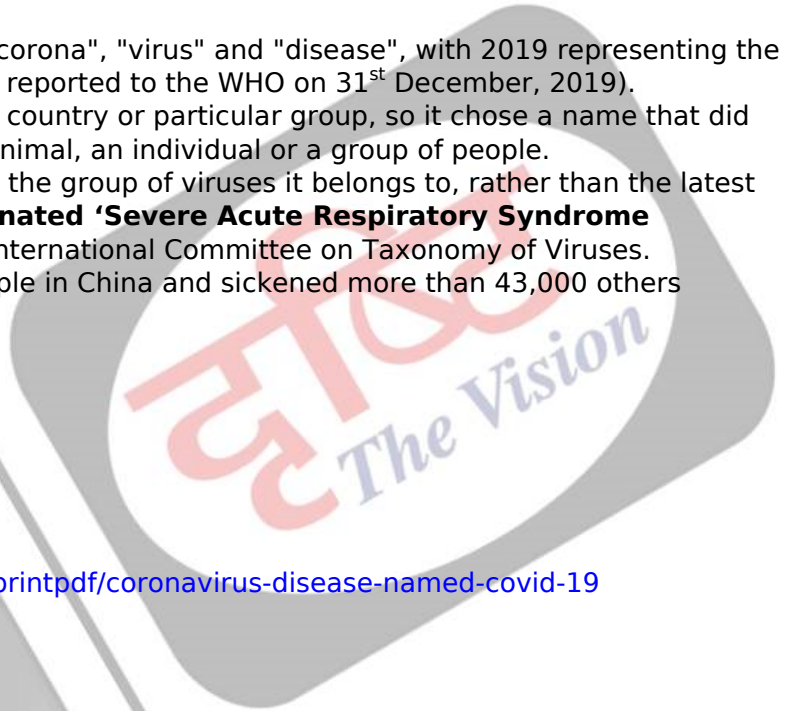 corona", "virus" and "disease", with 2019 representing the
reported to the WHO on 31st December, 2019).
country or particular group, so it chose a name that did
nimal, an individual or a group of people.
the group of viruses it belongs to, rather than the latest
nated ‘Severe Acute Respiratory Syndrome
nternational Committee on Taxonomy of Viruses.
ple in China and sickened more than 43,000 others
दृष्टि
The Vision
printpdf/coronavirus-disease-named-covid-19